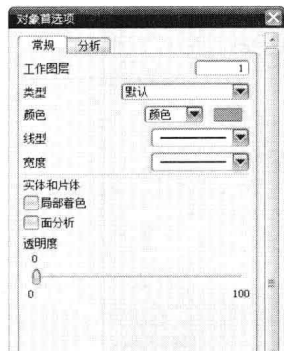 对象首选项
常规 分析
工作图层 1
类型 默认
颜色 颜色
线型
宽度
实体和片体
局部着色
面分析
透明度
0
0 100